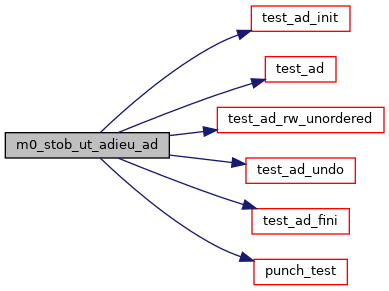 m0_stob_ut_adieu_ad
test_ad_init
test_ad
test_ad_rw_unordered
test_ad_undo
test_ad_fini
punch_test